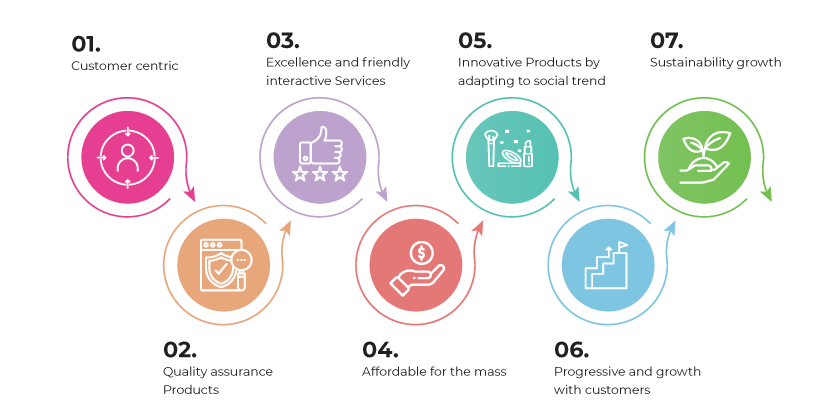 01.
Customer centric
02.
Quality assurance
Products
03.
Excellence and friendly
interactive Services
04.
Affordable for the mass
05.
Innovative Products by
adapting to social trend
06.
Progressive and growth
with customers
07.
Sustainability growth